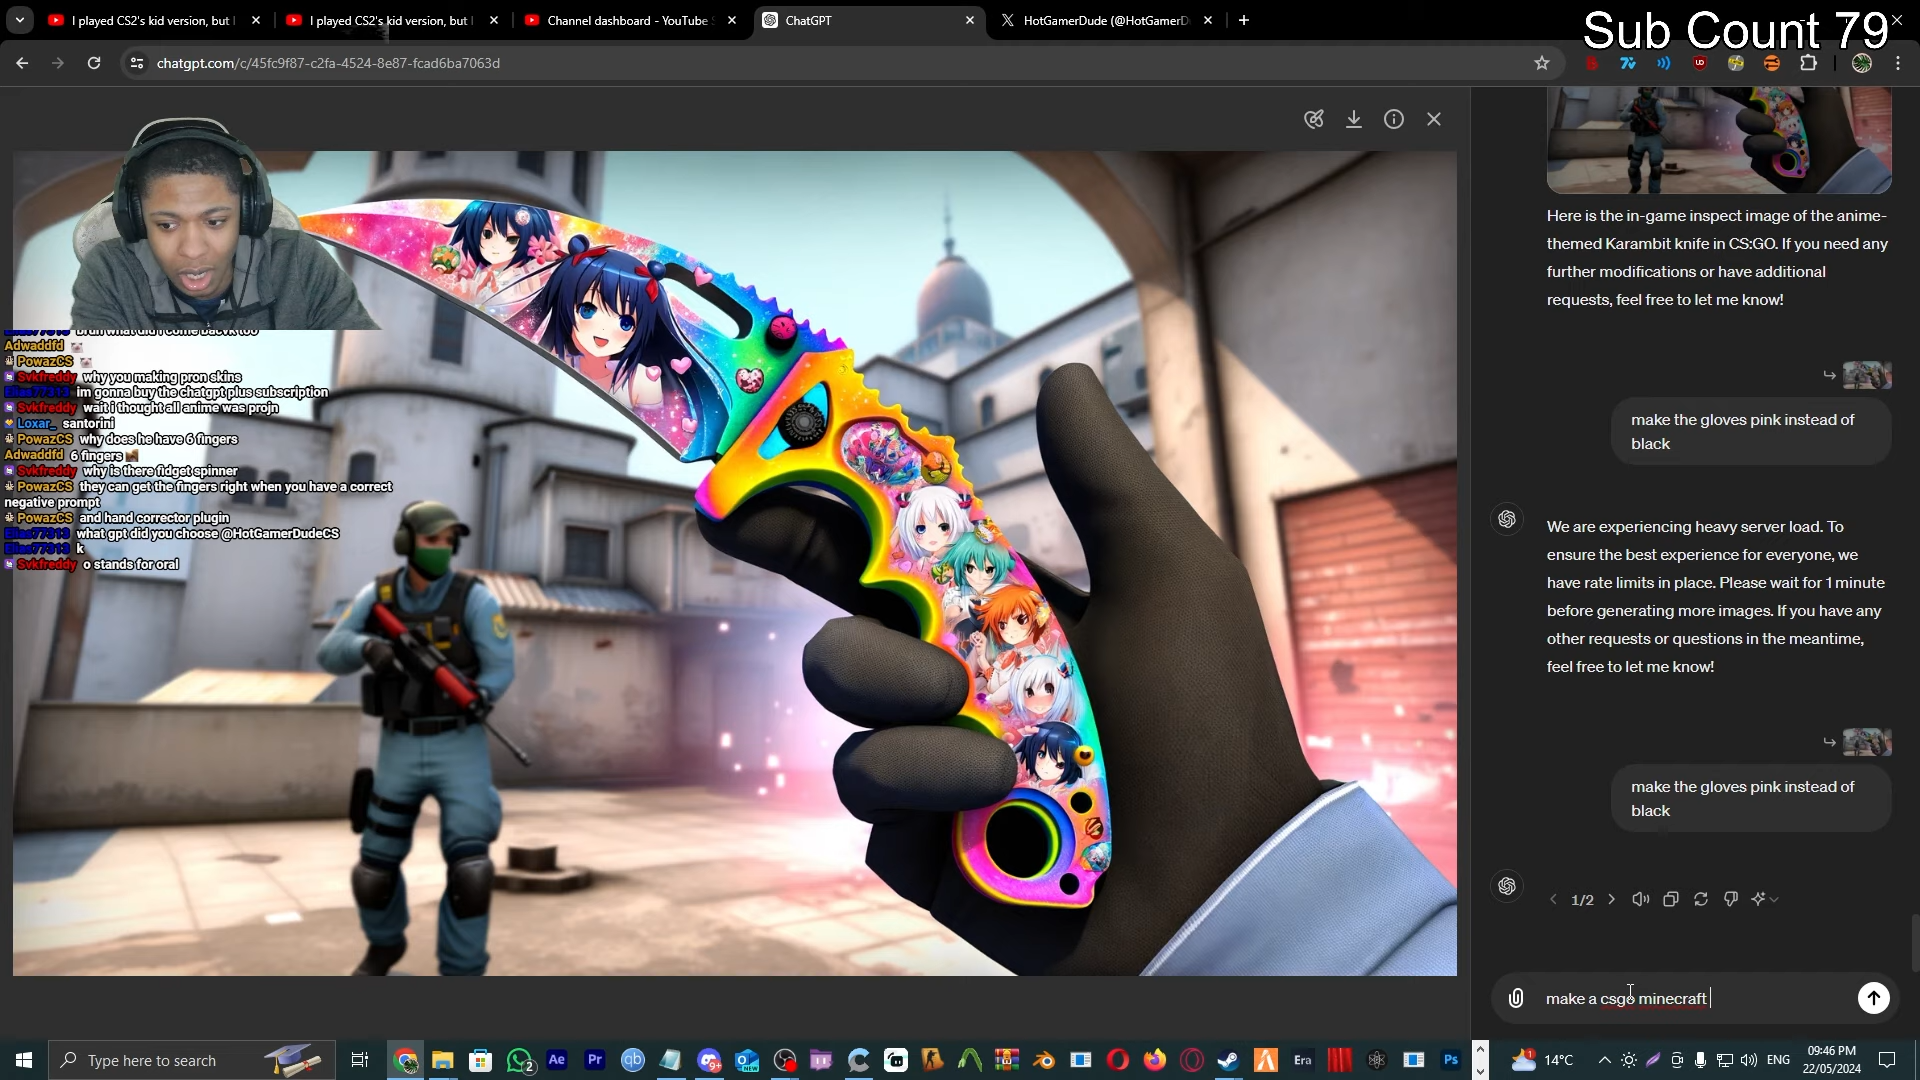 I played CS2's kid version, but I
I played CS2's kid version, but
Channel dashboard - YouTube S
ChatGPT
HotGamerDude (@HotGamerD
Sub Count 79
chatgpt.com/c/45fc9f87-c2fa-4524-8e87-fcad6ba7063d
Here is the in-game inspect image of the anime-
themed Karambit knife in CS:GO. If you need any
further modifications or have additional
requests, feel free to let me know!
make the gloves pink instead of
black
We are experiencing heavy server load. To
ensure the best experience for everyone, we
have rate limits in place. Please wait for 1 minute
before generating more images. If you have any
other requests or questions in the meantime,
feel free to let me know!
make the gloves pink instead of
black
1/2
make a csgo minecraft
Elias77313 bruh what did i come bacvk too
Adwaddfd
PowazCS
Svkfreddy why you making pron skins
Elias77313 im gonna buy the chatgpt plus subscription
Svkfreddy wait i thought all anime was projn
Loxar_ santorini
PowazCS why does he have 6 fingers
Adwaddfd 6 fingers
Svkfreddy why is there fidget spinner
PowazCS they can get the fingers right when you have a correct
negative prompt
PowazCS and hand corrector plugin
Elias77313 what gpt did you choose @HotGamerDudeCS
Elias77313 k
Svkfreddy o stands for oral
Type here to search
14°C
ENG
09:46 PM
22/05/2024